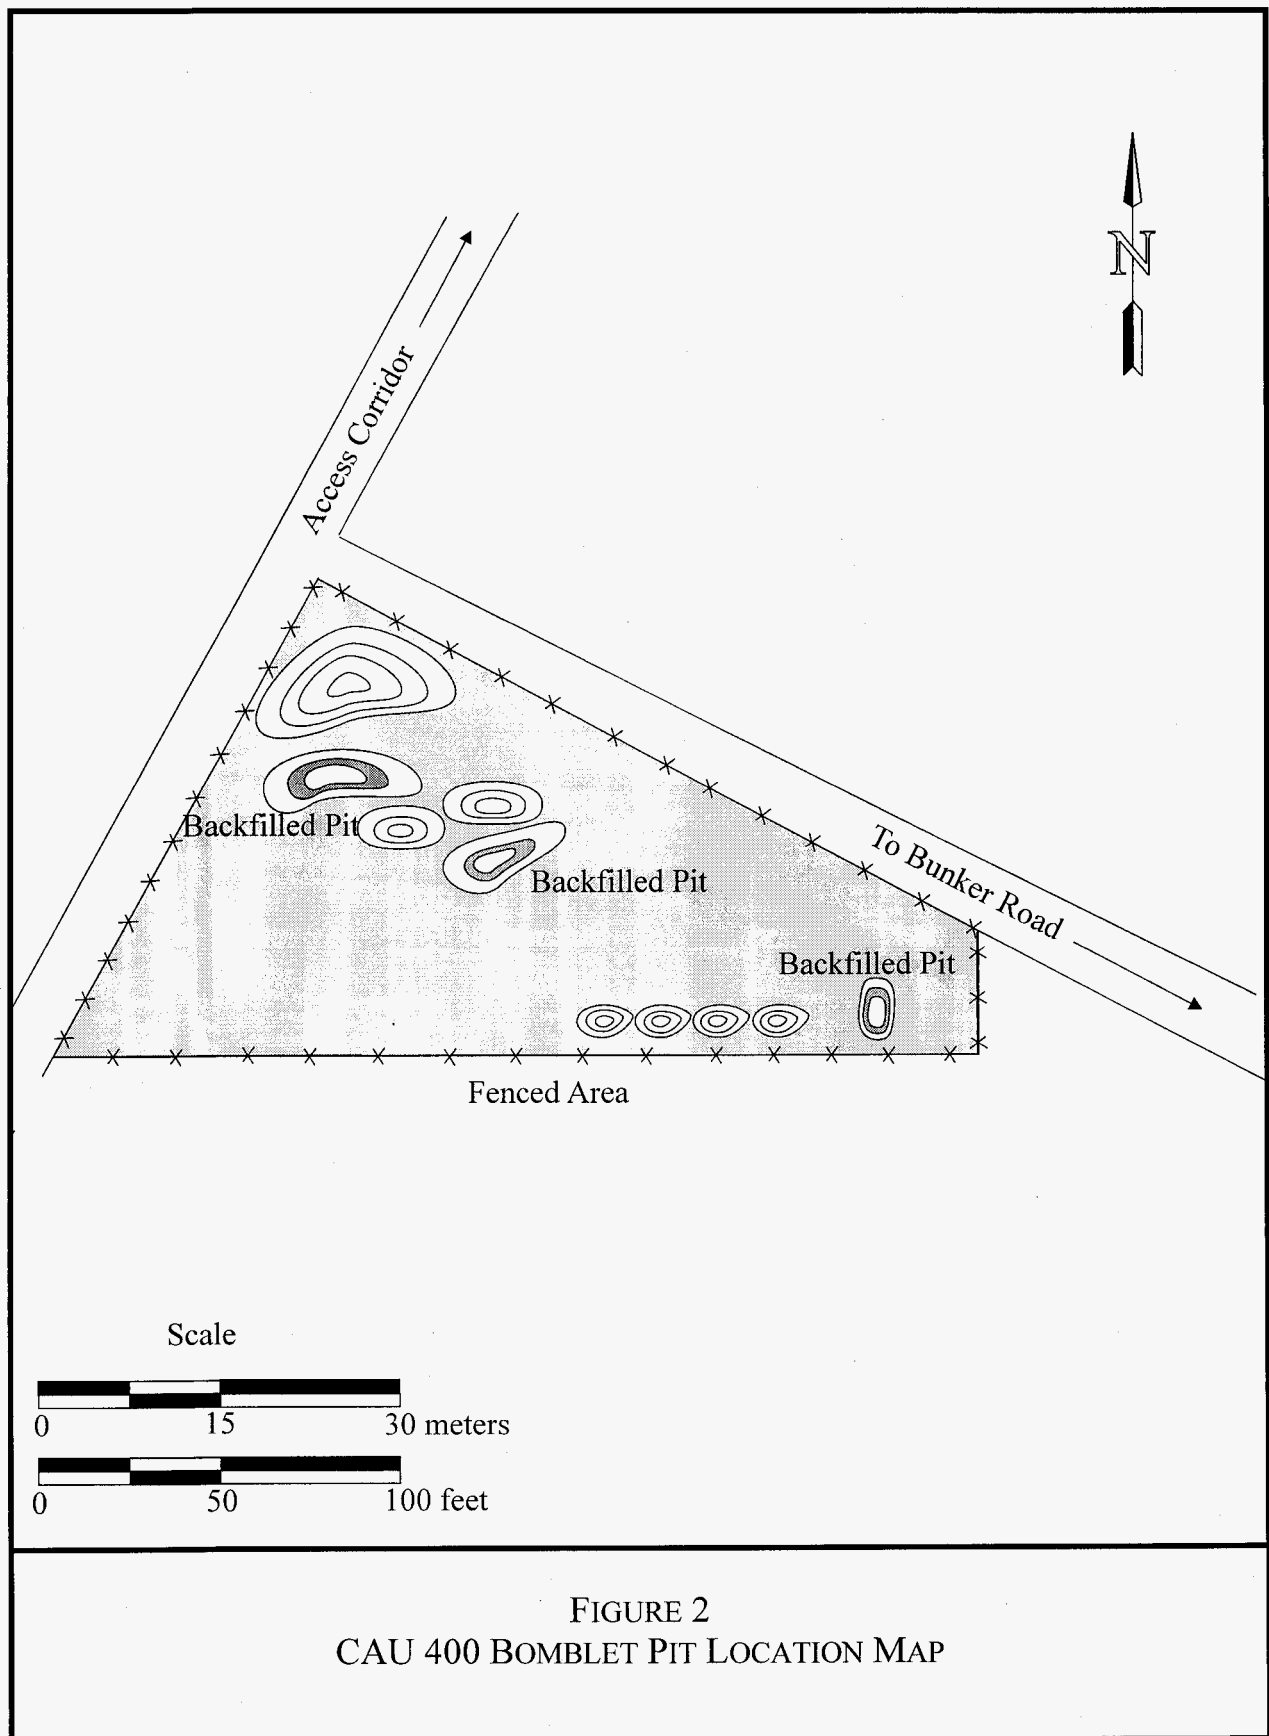 N
Access Corridor
Backfilled Pit
Backfilled Pit
To Bunker Road
Backfilled Pit
Fenced Area
Scale
0 15 30 meters
0 50 100 feet
FIGURE 2
CAU 400 BOMBLET PIT LOCATION MAP